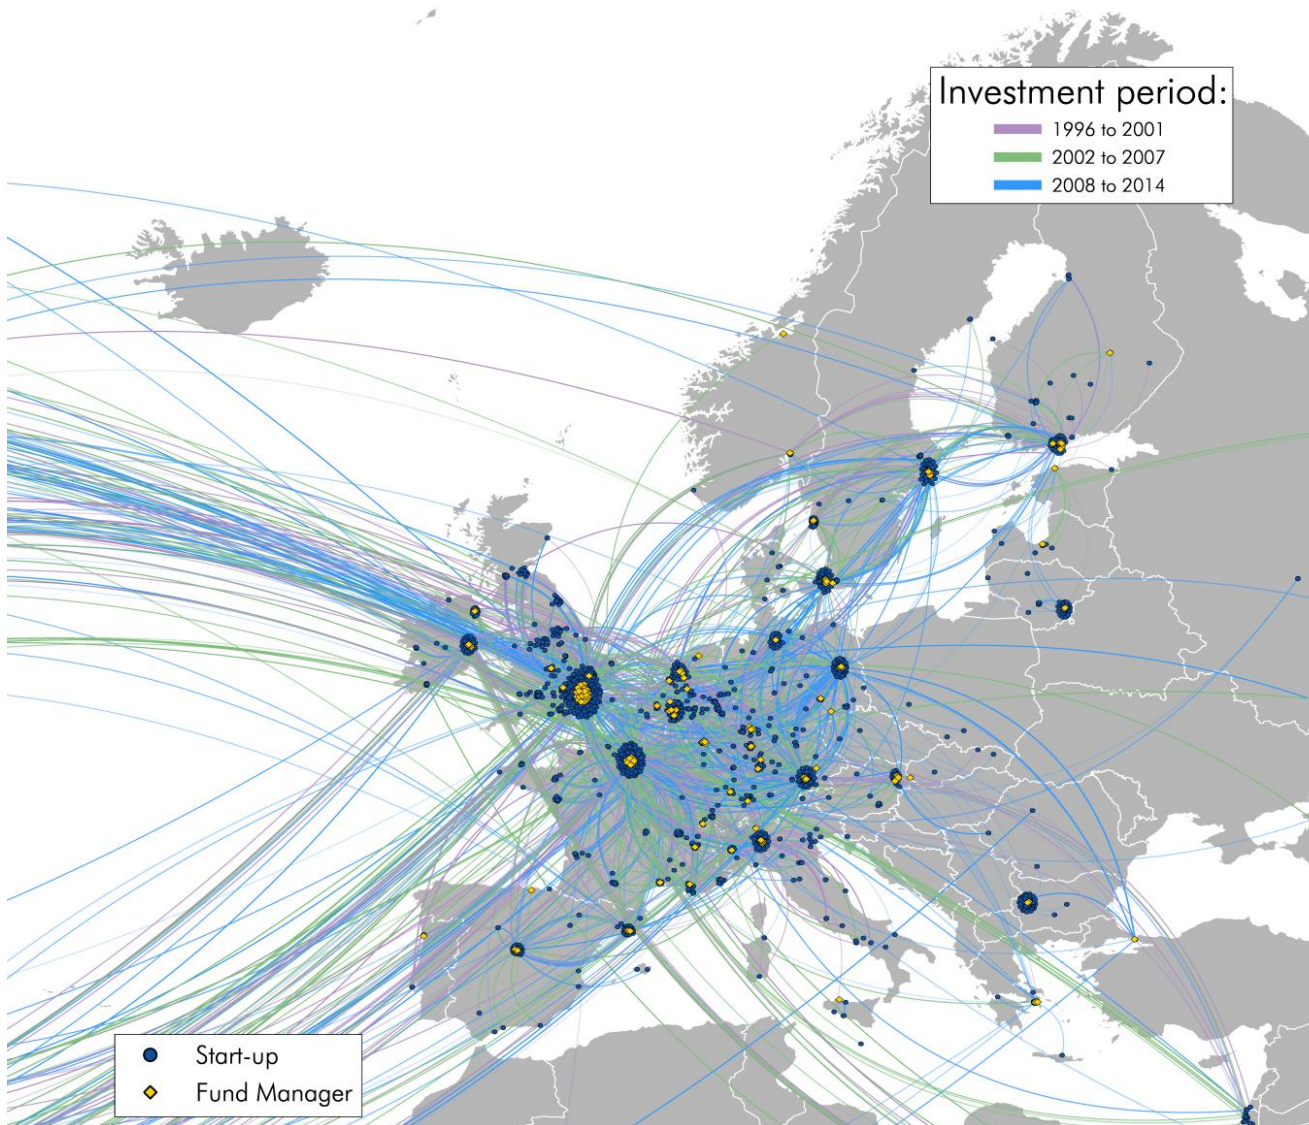 Investment period:
1996 to 2001
2002 to 2007
2008 to 2014
Start-up
Fund Manager